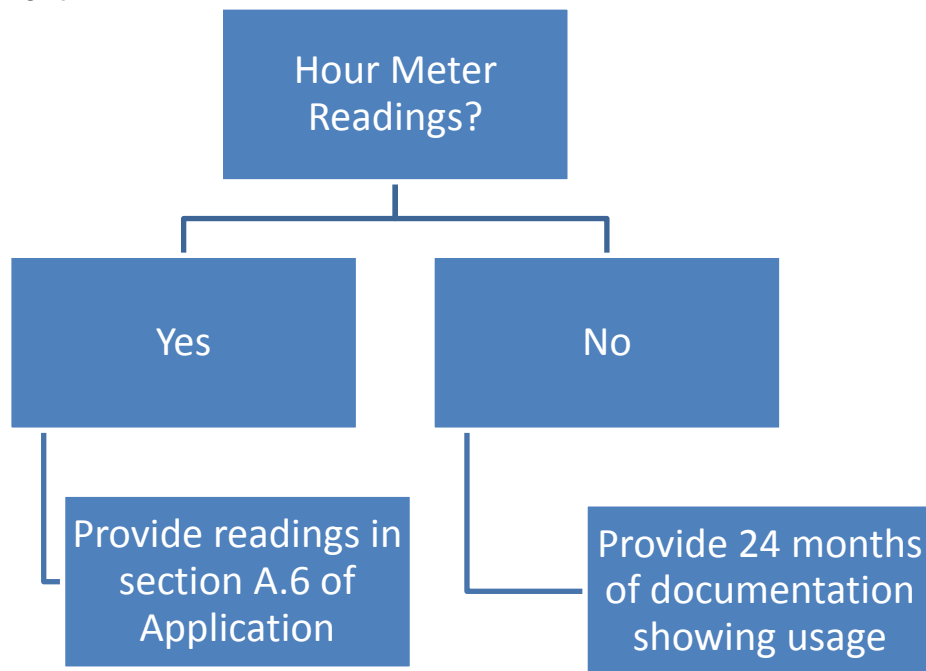 Hour Meter
Readings?
Yes
No
Provide readings in
section A.6 of
Application
Provide 24 months
of documentation
showing usage